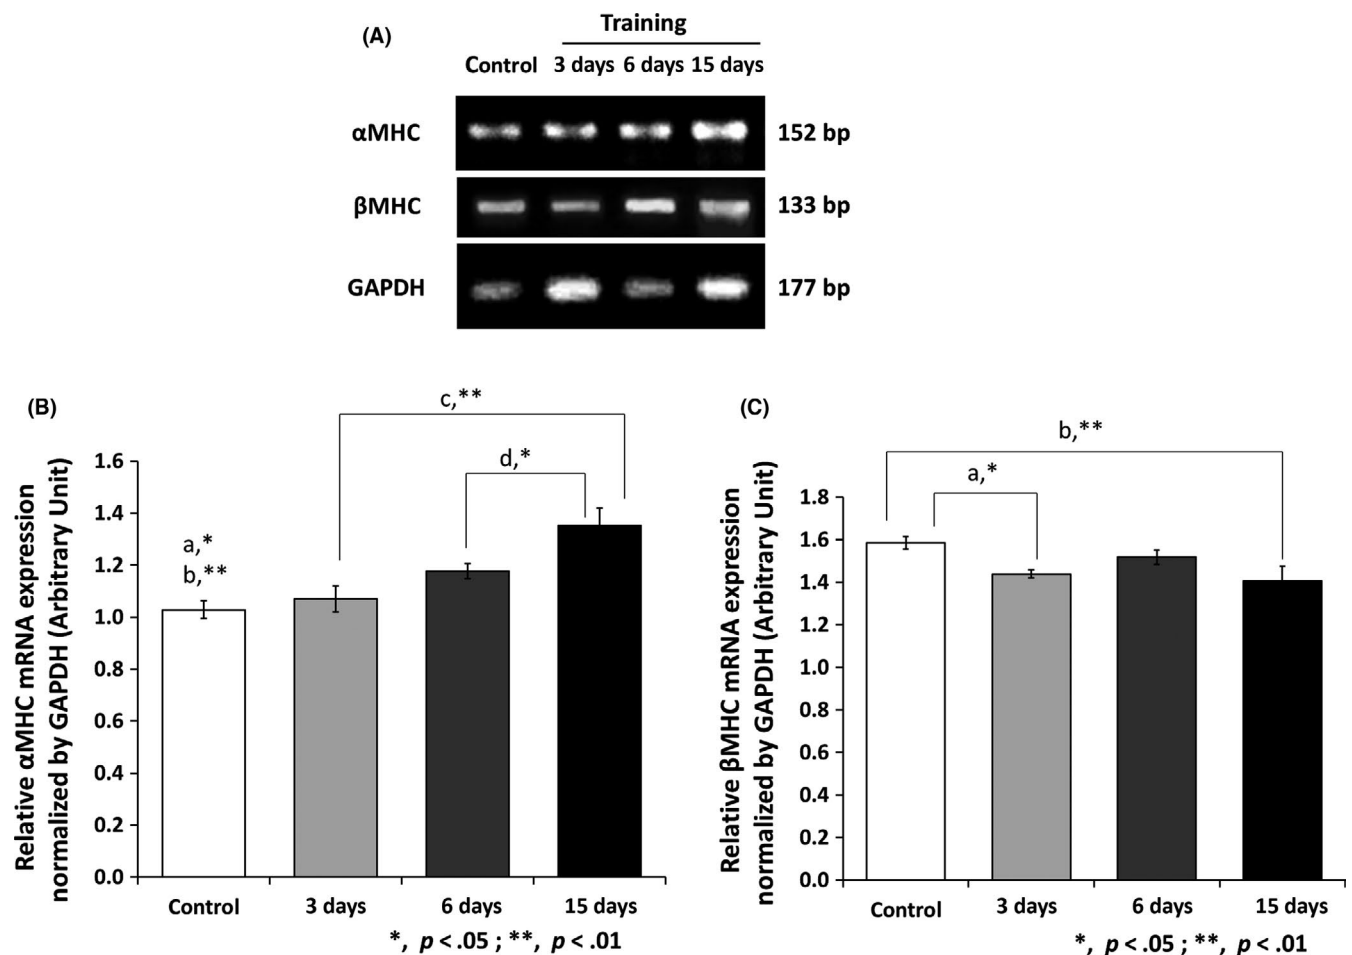 (A)
Training
Control 3 days 6 days 15 days
αMHC 152 bp
βMHC 133 bp
GAPDH 177 bp
(B)
c,**
d,*
a,*
b,**
Relative αMHC mRNA expression
normalized by GAPDH (Arbitrary Unit)
1.6
1.4
1.2
1.0
0.8
0.6
0.4
0.2
0.0
Control 3 days 6 days 15 days
*, p < .05 ; **, p < .01
(C)
b,**
a,*
Relative βMHC mRNA expression
normalized by GAPDH (Arbitrary Unit)
1.8
1.6
1.4
1.2
1.0
0.8
0.6
0.4
0.2
0.0
Control 3 days 6 days 15 days
*, p < .05 ; **, p < .01